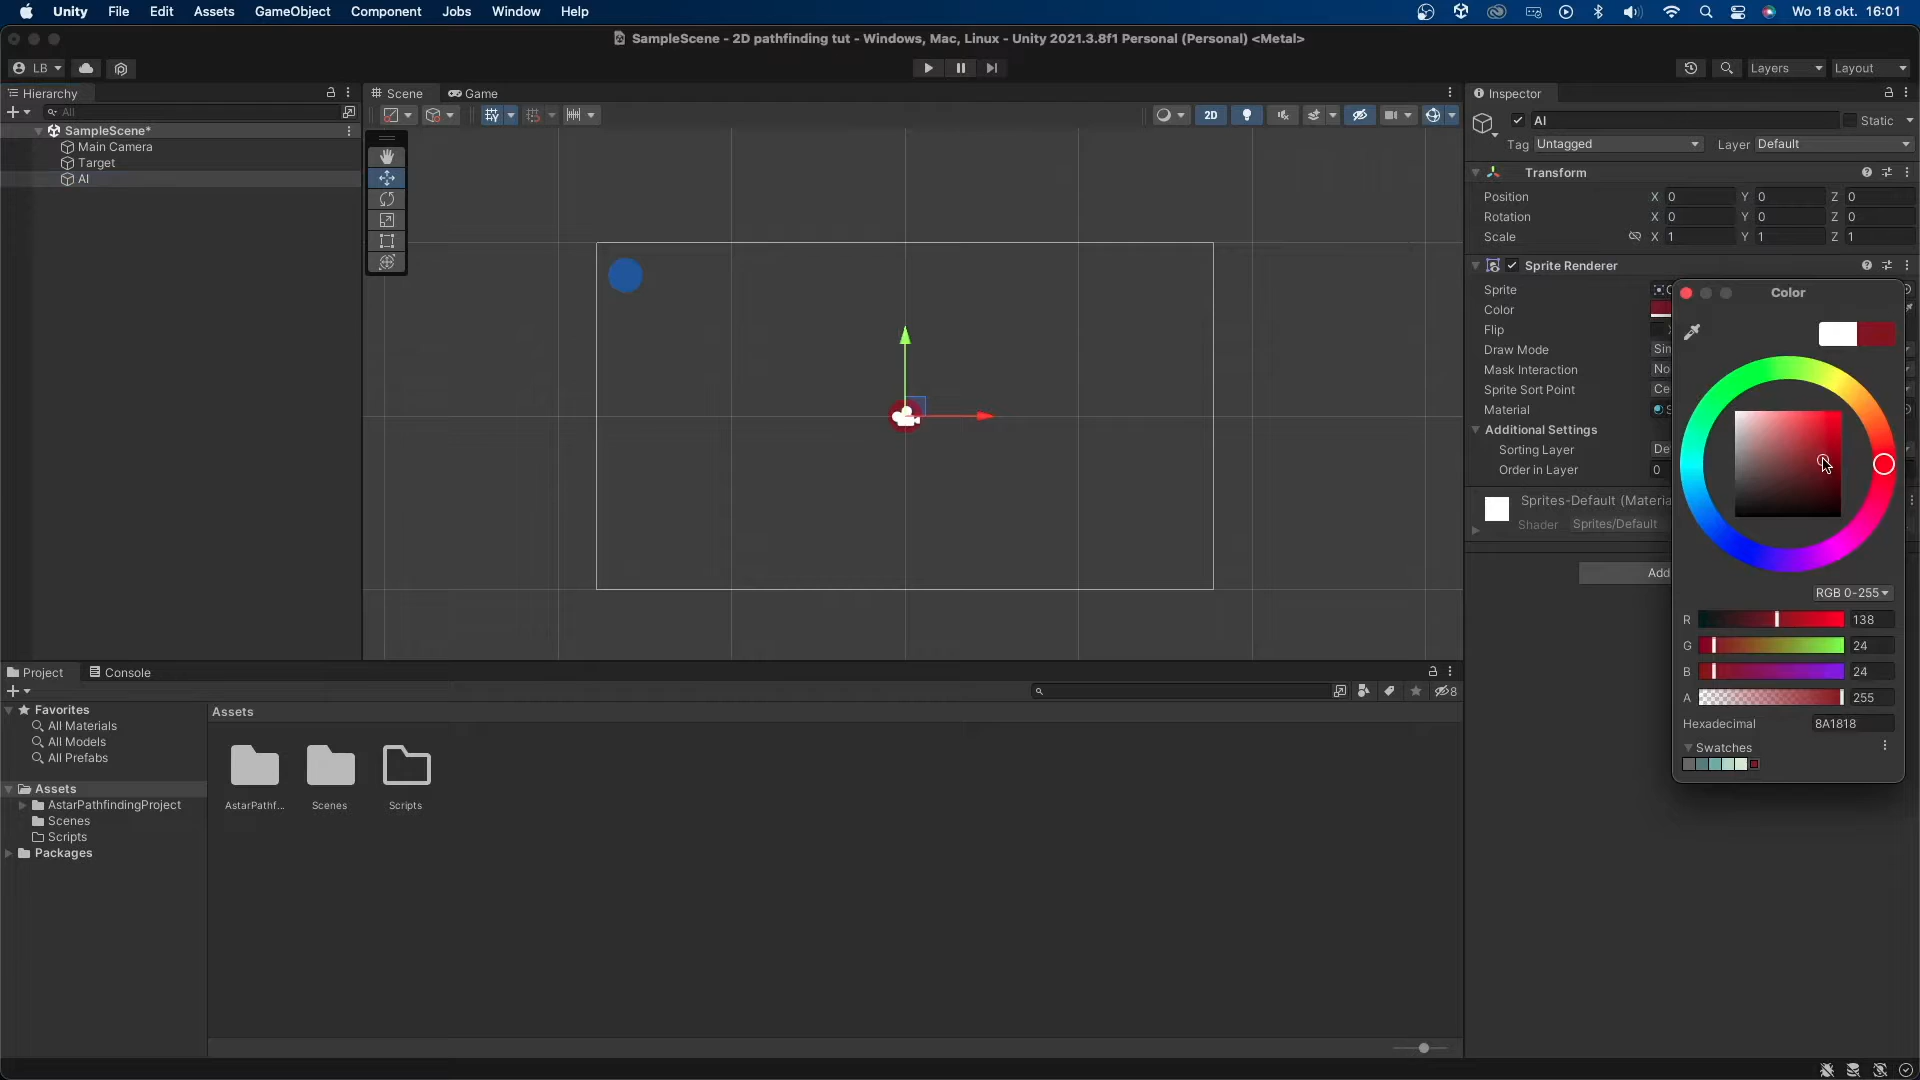 Unity File Edit Assets GameObject Component Jobs Window Help Wo 18 okt. 16:01
SampleScene - 2D pathfinding tut - Windows, Mac, Linux - Unity 2021.3.8f1 Personal (Personal) <Metal>
LB Layers Layout
Hierarchy
All
SampleScene*
Main Camera
Target
AI
Scene Game
2D
Inspector
AI Static
Tag Untagged Layer Default
Transform
Position X 0 Y 0 Z 0
Rotation X 0 Y 0 Z 0
Scale X 1 Y 1 Z 1
Sprite Renderer
Sprite
Color
Flip
Draw Mode Sim
Mask Interaction No
Sprite Sort Point Ce
Material S
Additional Settings
Sorting Layer De
Order in Layer 0
Sprites-Default (Materia
Shader Sprites/Default
Add
Color
RGB 0-255
R 138
G 24
B 24
A 255
Hexadecimal 8A1818
Swatches
Project Console
8
Favorites
All Materials
All Models
All Prefabs
Assets
AstarPathfindingProject
Scenes
Scripts
Packages
Assets
AstarPathf... Scenes Scripts